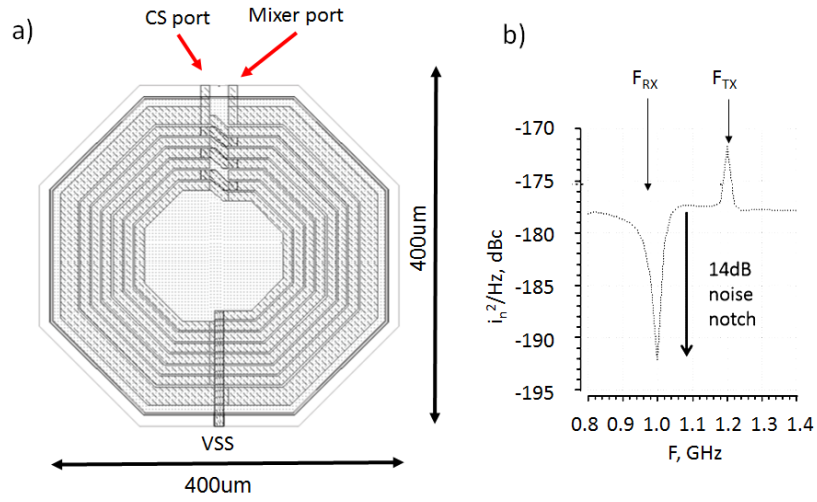 a)
CS port
Mixer port
400um
VSS
400um
b)
F_RX
F_TX
-170
-175
-180
-185
-190
-195
i_n^2/Hz, dBc
14dB
noise
notch
0.8 0.9 1.0 1.1 1.2 1.3 1.4
F, GHz